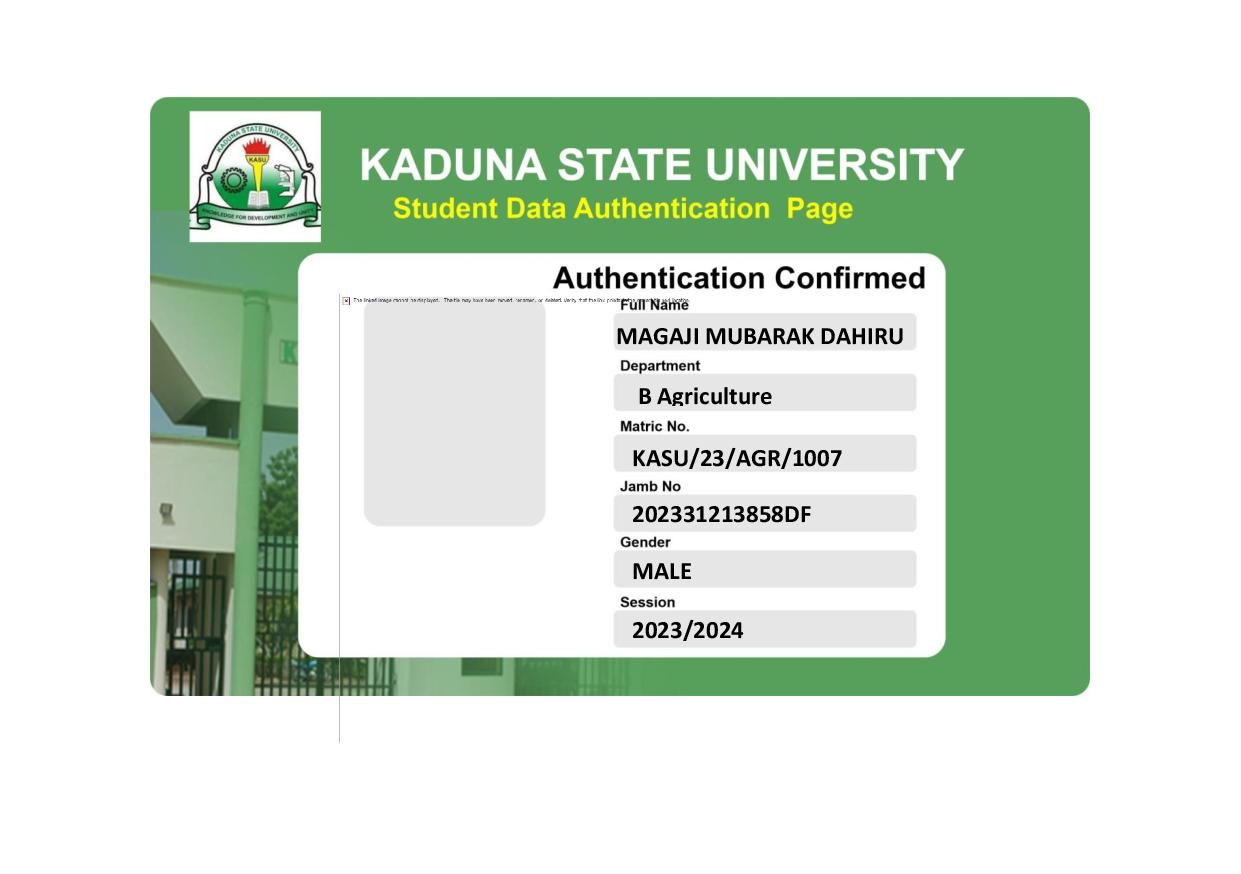 KADUNA STATE UNIVERSITY
KASU
KNOWLEDGE FOR DEVELOPMENT AND UNITY
KADUNA STATE UNIVERSITY
Student Data Authentication Page
Authentication Confirmed
The linked image cannot be displayed. The file may have been moved, renamed, or deleted. Verify that the link points to the correct file and location.
Full Name
MAGAJI MUBARAK DAHIRU
Department
B Agriculture
Matric No.
KASU/23/AGR/1007
Jamb No
202331213858DF
Gender
MALE
Session
2023/2024
K